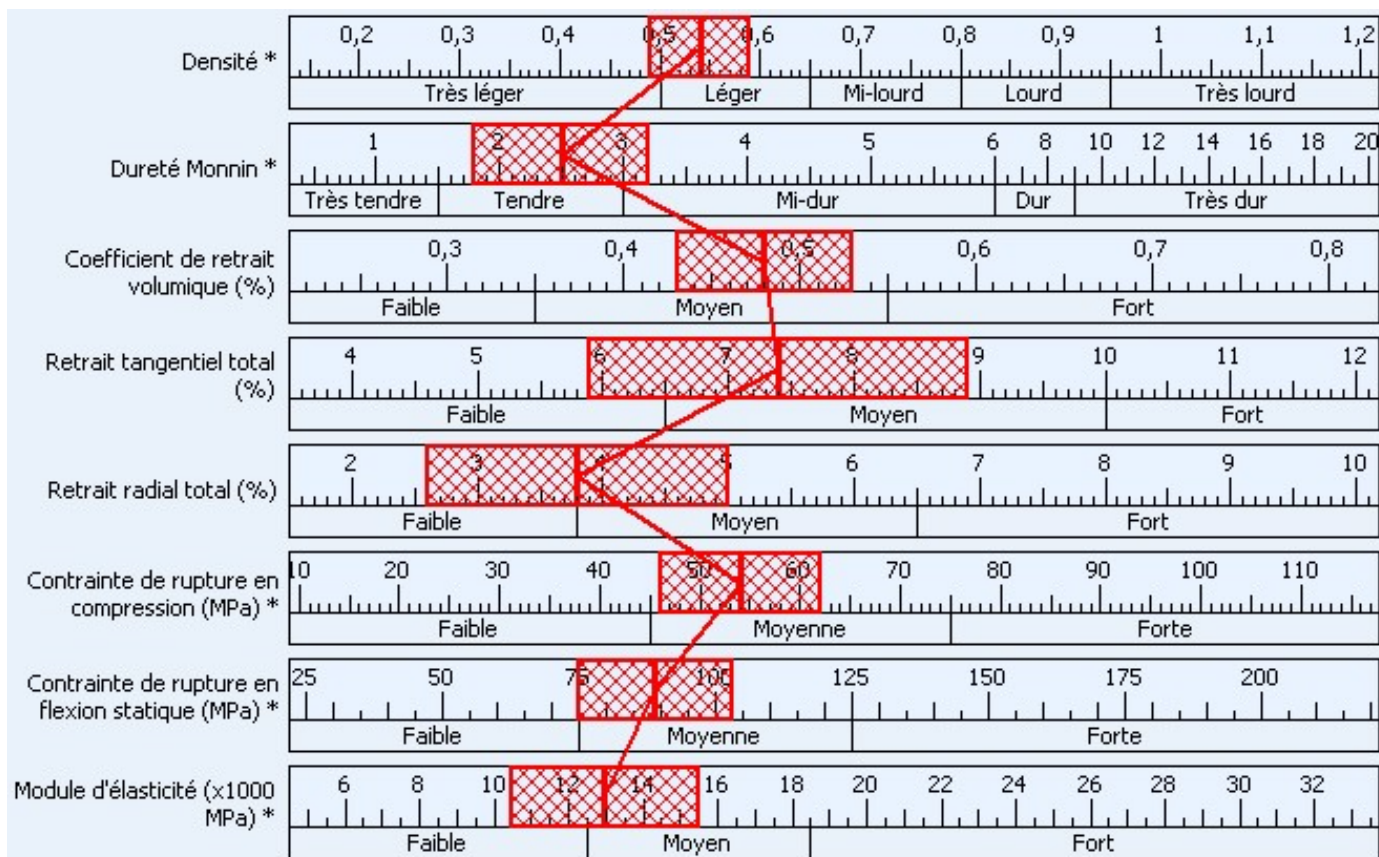 0,2 0,3 0,4 0,5 0,6 0,7 0,8 0,9 1 1,1 1,2
Densité *
Très léger Léger Mi-lourd Lourd Très lourd
1 2 3 4 5 6 8 10 12 14 16 18 20
Dureté Monnin *
Très tendre Tendre Mi-dur Dur Très dur
0,3 0,4 0,5 0,6 0,7 0,8
Coefficient de retrait
volumique (%)
Faible Moyen Fort
4 5 6 7 8 9 10 11 12
Retrait tangentiel total
(%)
Faible Moyen Fort
2 3 4 5 6 7 8 9 10
Retrait radial total (%)
Faible Moyen Fort
10 20 30 40 50 60 70 80 90 100 110
Contrainte de rupture en
compression (MPa) *
Faible Moyenne Forte
25 50 75 100 125 150 175 200
Contrainte de rupture en
flexion statique (MPa) *
Faible Moyenne Forte
6 8 10 12 14 16 18 20 22 24 26 28 30 32
Module d'élasticité (x1000
MPa) *
Faible Moyen Fort